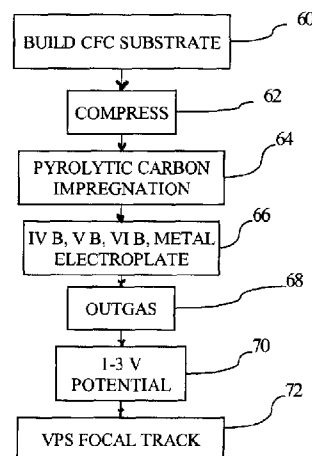 BUILD CFC SUBSTRATE
60
COMPRESS
62
PYROLYTIC CARBON
IMPREGNATION
64
IV B, V B, VI B, METAL
ELECTROPLATE
66
OUTGAS
68
1-3 V
POTENTIAL
70
VPS FOCAL TRACK
72